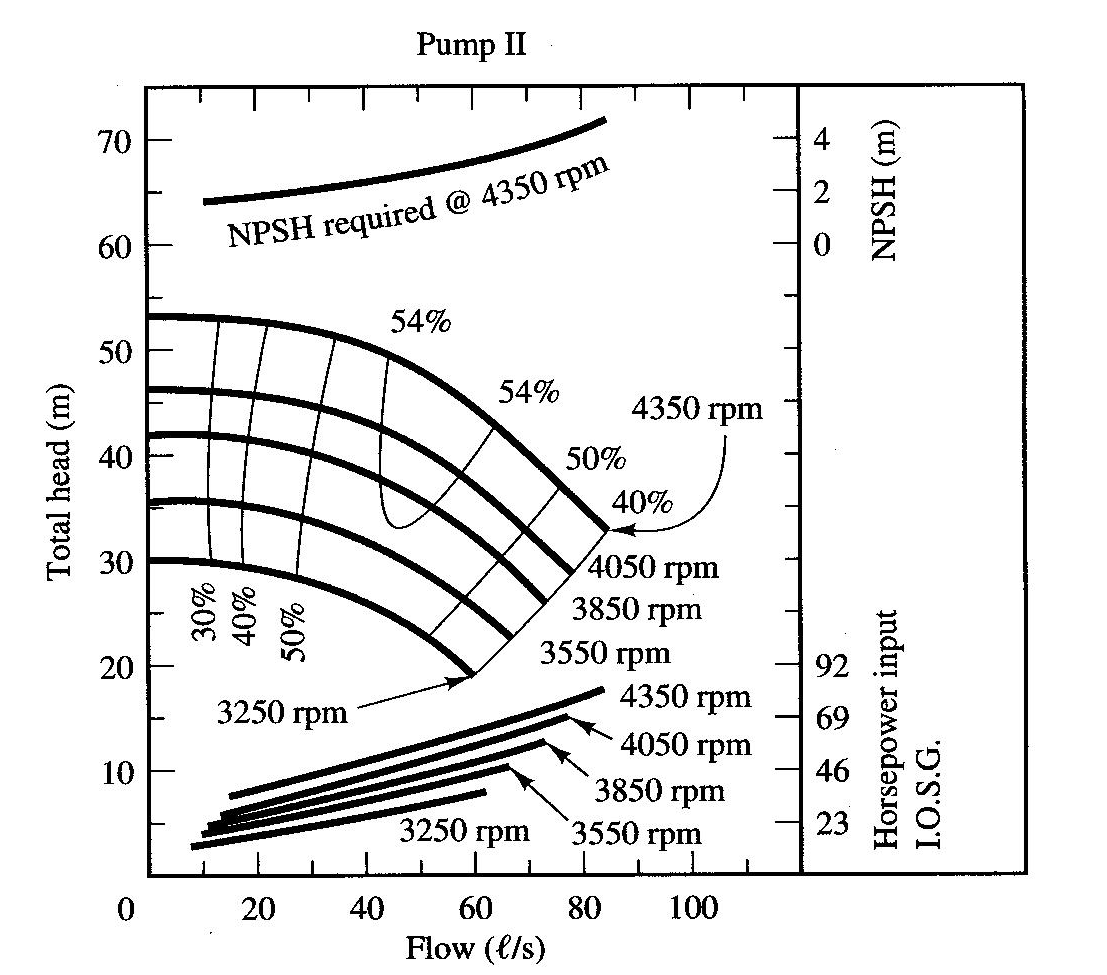 Pump II
70
60
50
40
30
20
10
Total head (m)
4
2
0
NPSH (m)
NPSH required @ 4350 rpm
54%
54%
50%
40%
4350 rpm
4050 rpm
3850 rpm
3550 rpm
30%
40%
50%
3250 rpm
92
69
46
23
Horsepower input
I.O.S.G.
4350 rpm
4050 rpm
3850 rpm
3550 rpm
3250 rpm
0 20 40 60 80 100
Flow (ℓ/s)